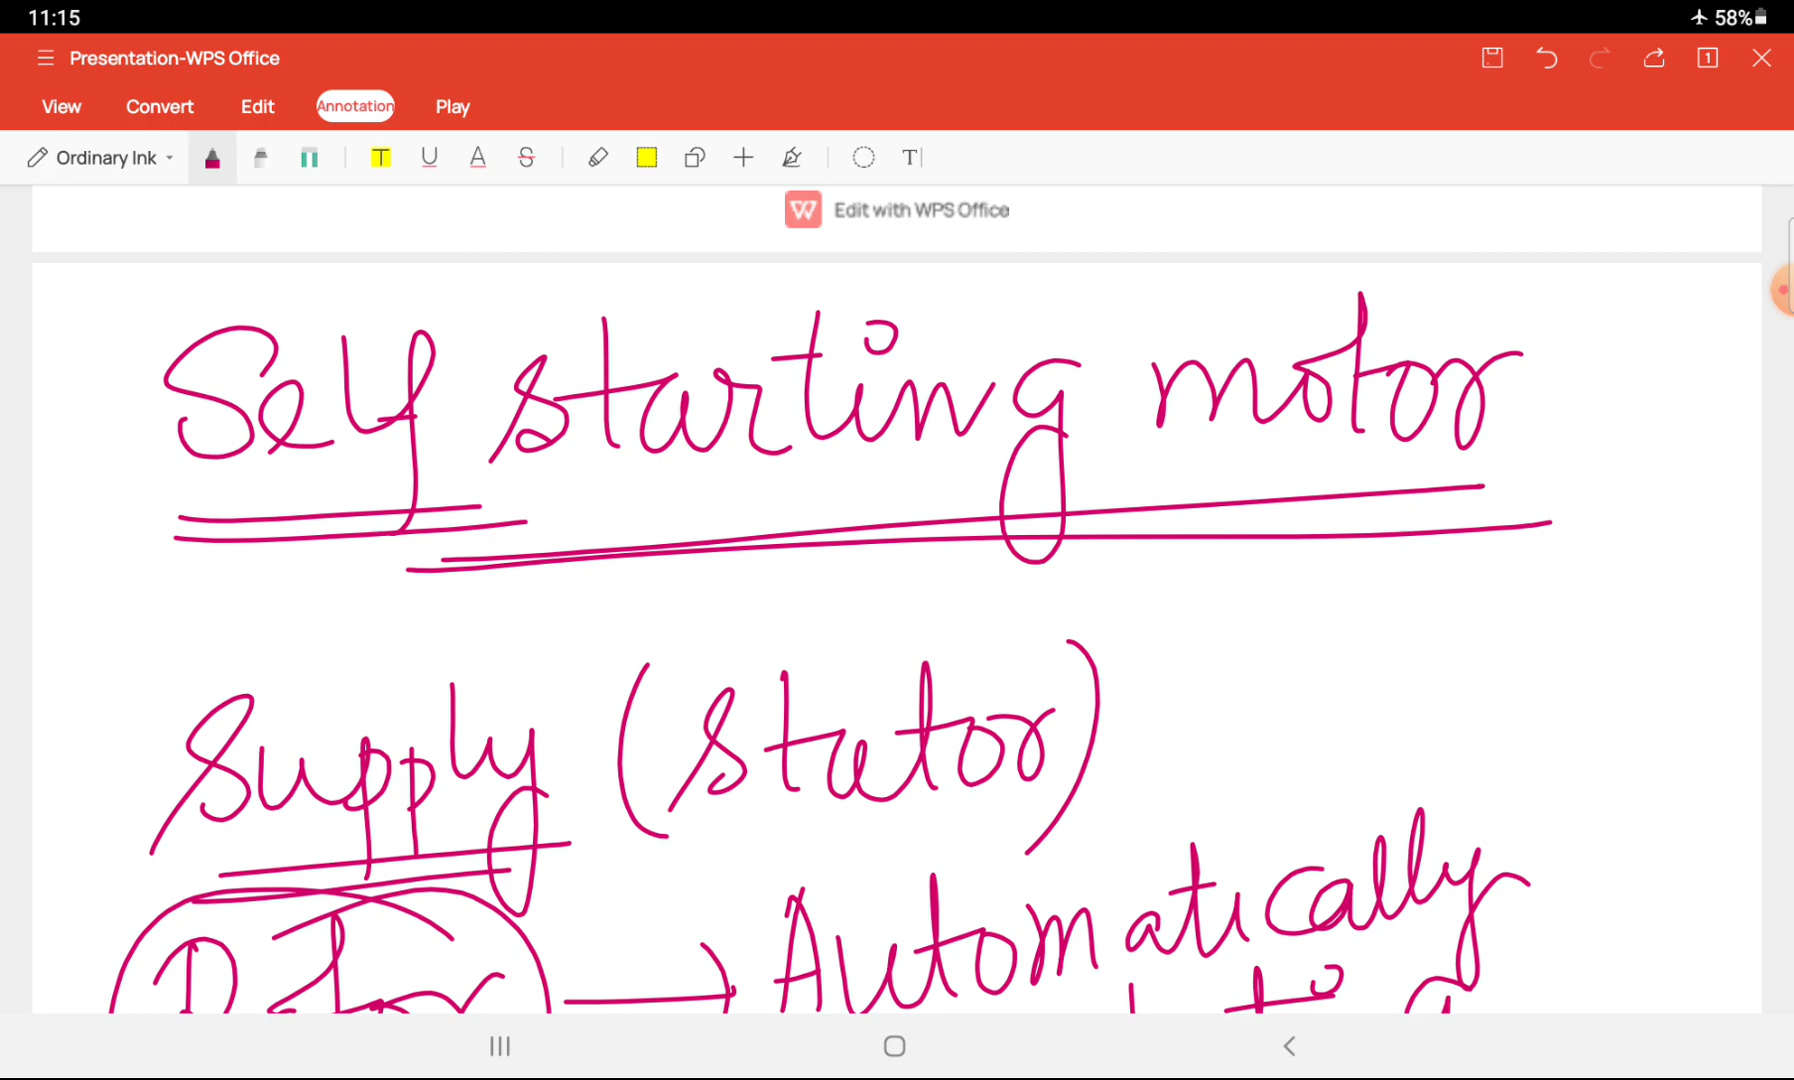 11:15 58%
Presentation-WPS Office 1
View Convert Edit Annotation Play
Ordinary Ink T U A S T
Edit with WPS Office
Self starting motor
Supply (Stator)
Automatically